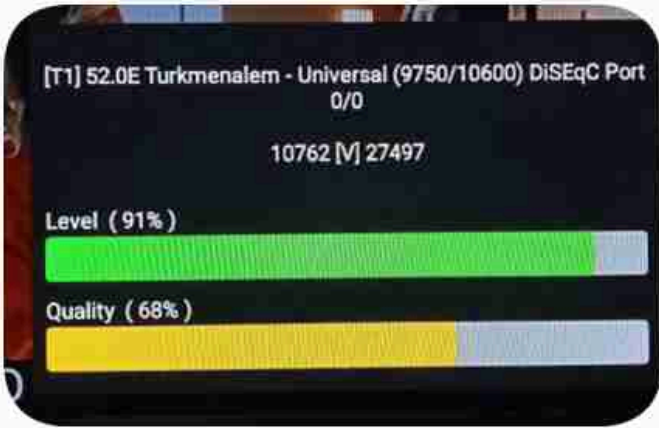 [T1] 52.0E Turkmenalem - Universal (9750/10600) DiSEqC Port
0/0
10762 [V] 27497
Level ( 91% )
Quality ( 68% )